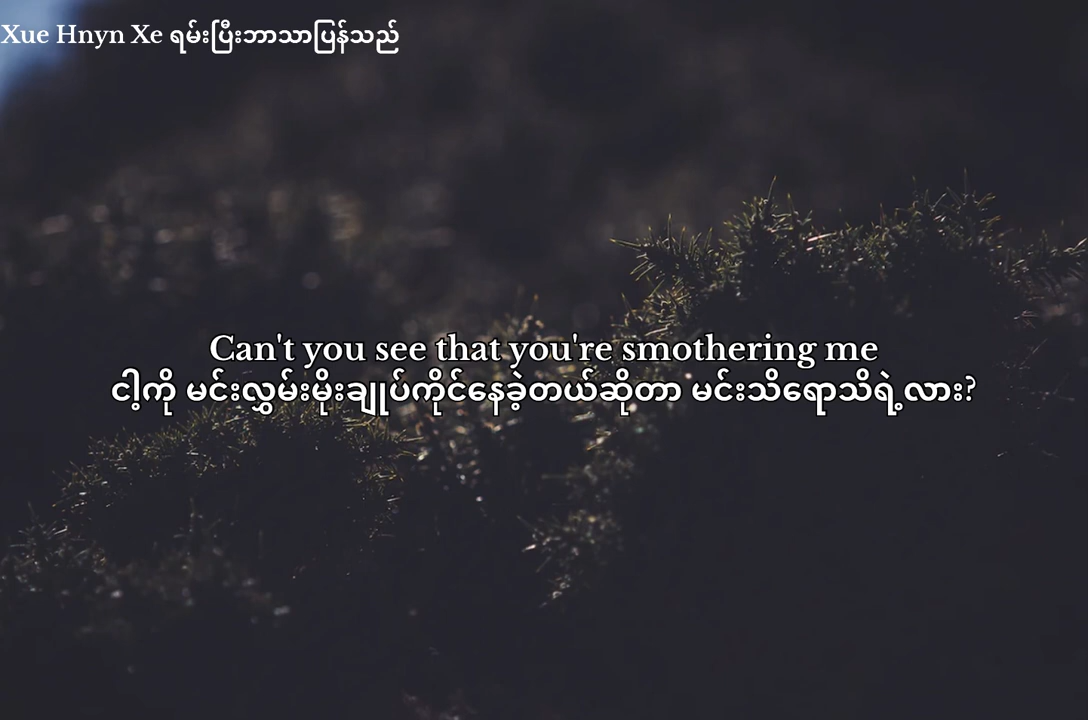 Xue Hnyn Xe ရမ်းပြီးဘာသာပြန်သည်
Can't you see that you're smothering me
ငါ့ကို မင်းလွှမ်းမိုးချုပ်ကိုင်နေခဲ့တယ်ဆိုတာ မင်းသိရောသိရဲ့လား?